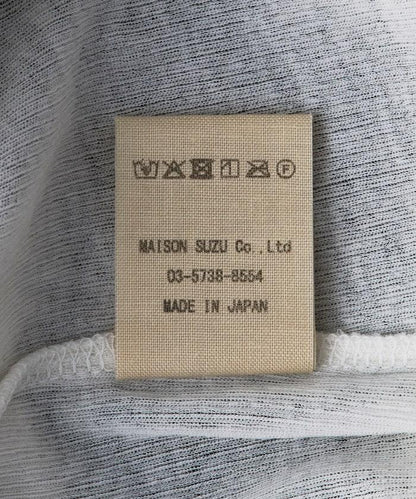 MAISON SUZU Co.,Ltd
03-5738-8554
MADE IN JAPAN